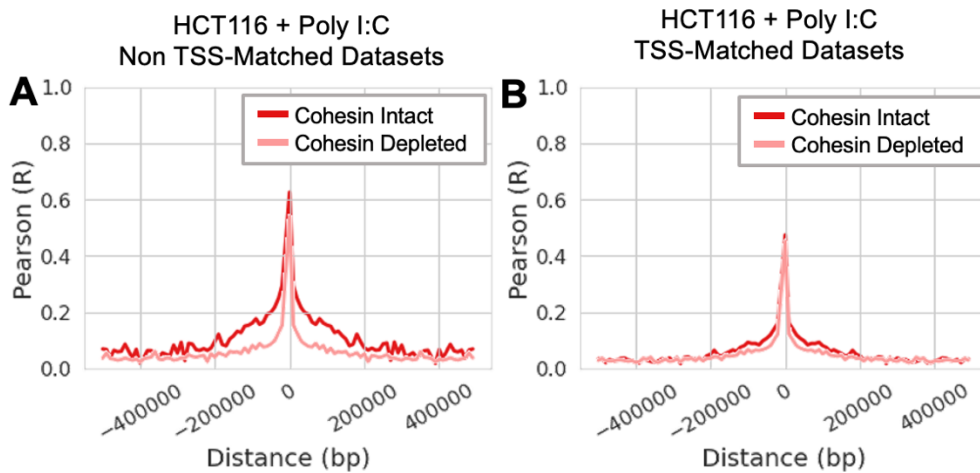 HCT116 + Poly I:C
Non TSS-Matched Datasets
A
Cohesin Intact
Cohesin Depleted
1.0
0.8
0.6
0.4
0.2
0.0
Pearson (R)
−400000
−200000
0
200000
400000
Distance (bp)
HCT116 + Poly I:C
TSS-Matched Datasets
B
Cohesin Intact
Cohesin Depleted
1.0
0.8
0.6
0.4
0.2
0.0
Pearson (R)
−400000
−200000
0
200000
400000
Distance (bp)